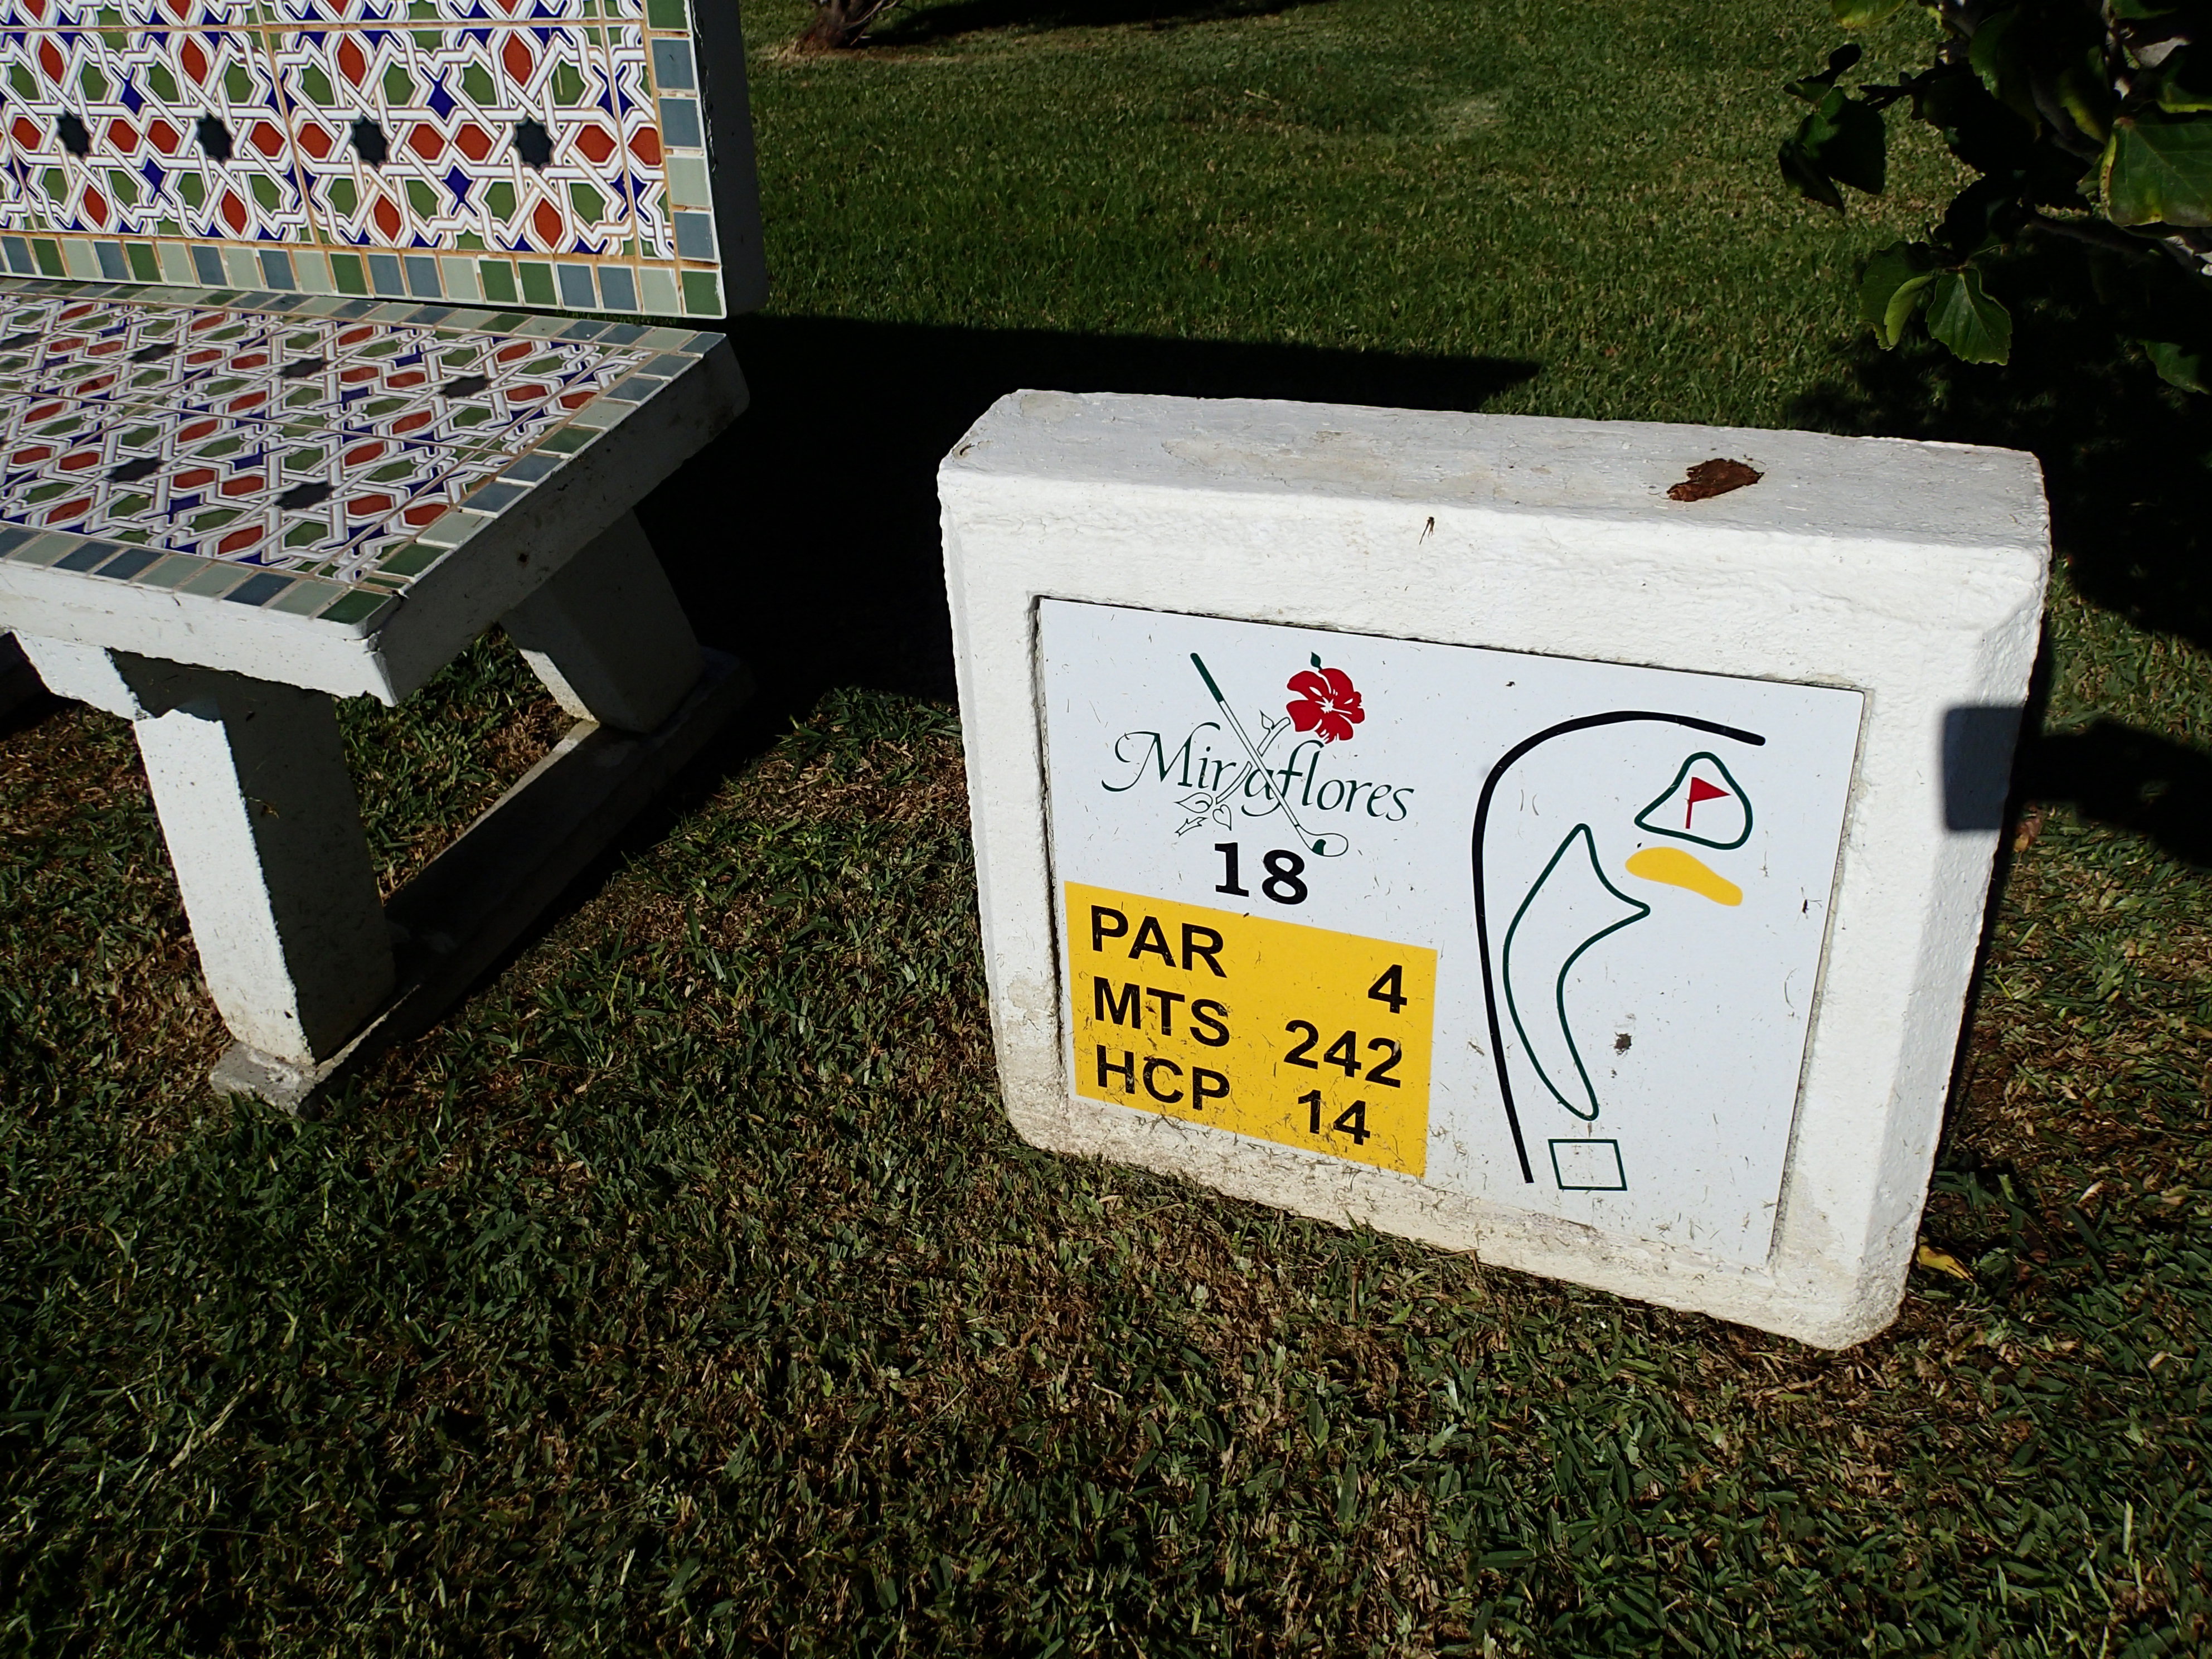 Miraflores
18
PAR 4
MTS 242
HCP 14